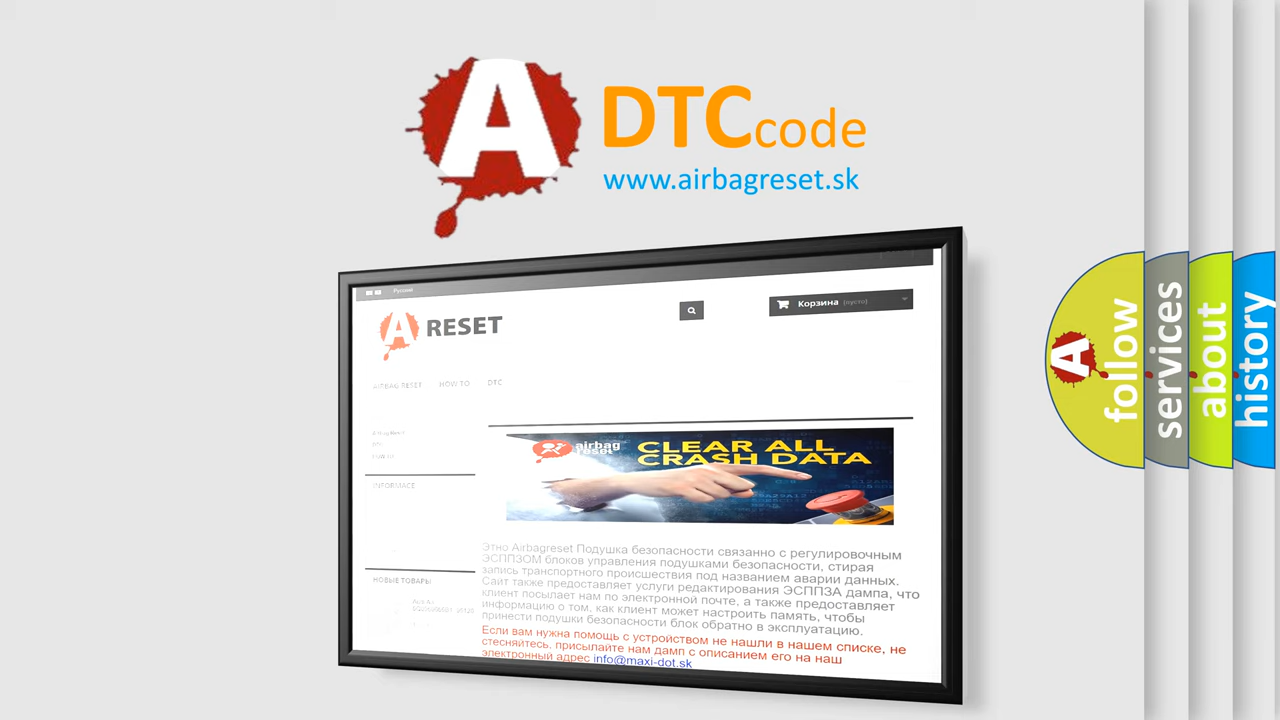 A DTCcode
www.airbagreset.sk
Русский
A RESET
Корзина (пусто)
AIRBAG RESET HOW TO DTC
INFORMACE
НОВЫЕ ТОВАРЫ
airbag
reset
CLEAR ALL
CRASH DATA
Этно Airbagreset Подушка безопасности связанно с регулировочным
ЭСППЗОМ блоков управления подушками безопасности, стирая
запись транспортного происшествия под названием аварии данных.
Сайт также предоставляет услуги редактирования ЭСППЗА дампа, что
клиент посылает нам по электронной почте, а также предоставляет
информацию о том, как клиент может настроить память, чтобы
принести подушки безопасности блок обратно в эксплуатацию.
Если вам нужна помощь с устройством не нашли в нашем списке, не
стесняйтесь, присылайте нам дамп с описанием его на наш
электронный адрес info@maxi-dot.sk
A
follow
services
about
history